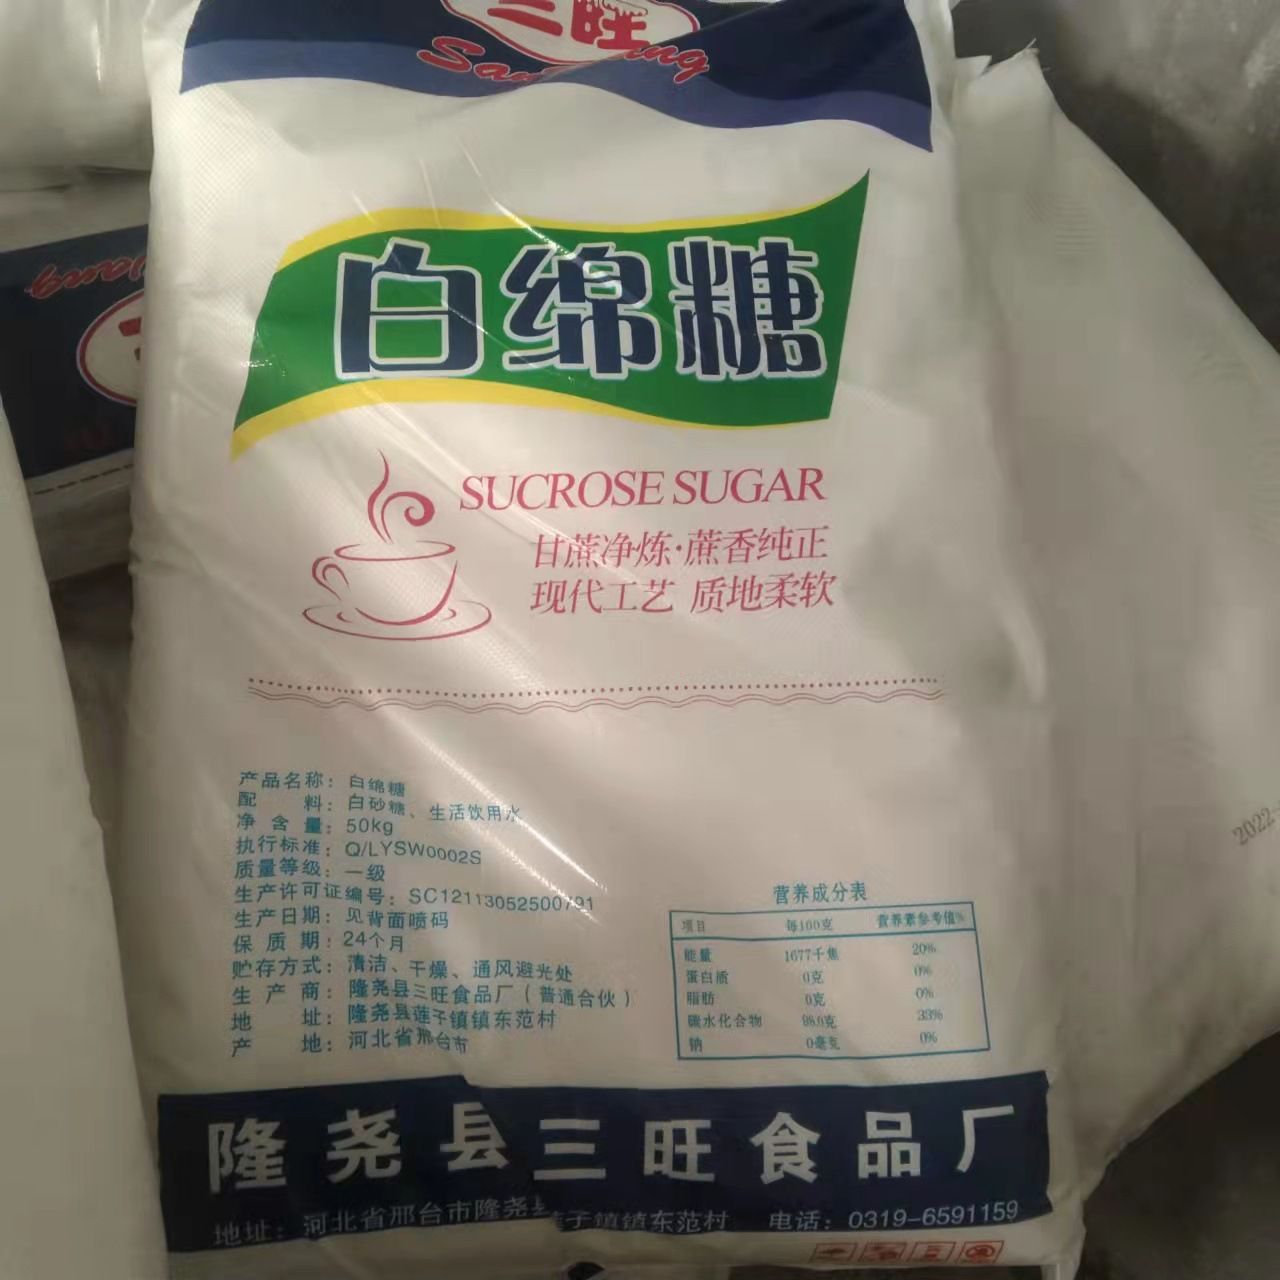 三旺
白绵糖
SUCROSE SUGAR
甘蔗净炼·蔗香纯正
现代工艺 质地柔软
产品名称：白绵糖
配料：白砂糖、生活饮用水
净含量：50kg
执行标准：Q/LYSW0002S
质量等级：一级
生产许可证编号：SC12113052500791
生产日期：见背面喷码
保质期：24个月
贮存方式：清洁、干燥、通风避光处
生产商：隆尧县三旺食品厂（普通合伙）
地址：隆尧县莲子镇镇东范村
产地：河北省邢台市
营养成分表
项目 每100克 营养素参考值%
能量 1677千焦 20%
蛋白质 0克 0%
脂肪 0克 0%
碳水化合物 98.0克 33%
钠 0毫克 0%
隆尧县三旺食品厂
地址：河北省邢台市隆尧县莲子镇镇东范村 电话：0319-6591159
2022